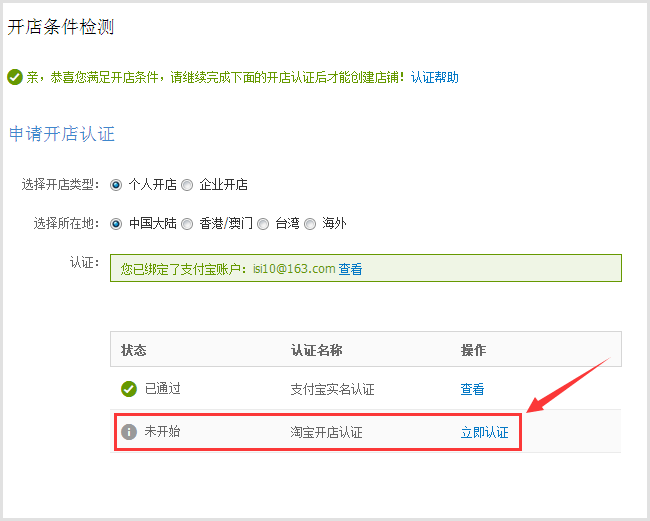 开店条件检测
亲，恭喜您满足开店条件，请继续完成下面的开店认证后才能创建店铺！认证帮助
申请开店认证
选择开店类型： 个人开店 企业开店
选择所在地： 中国大陆 香港/澳门 台湾 海外
认证： 您已绑定了支付宝账户：isi10@163.com 查看
状态 认证名称 操作
已通过 支付宝实名认证 查看
未开始 淘宝开店认证 立即认证